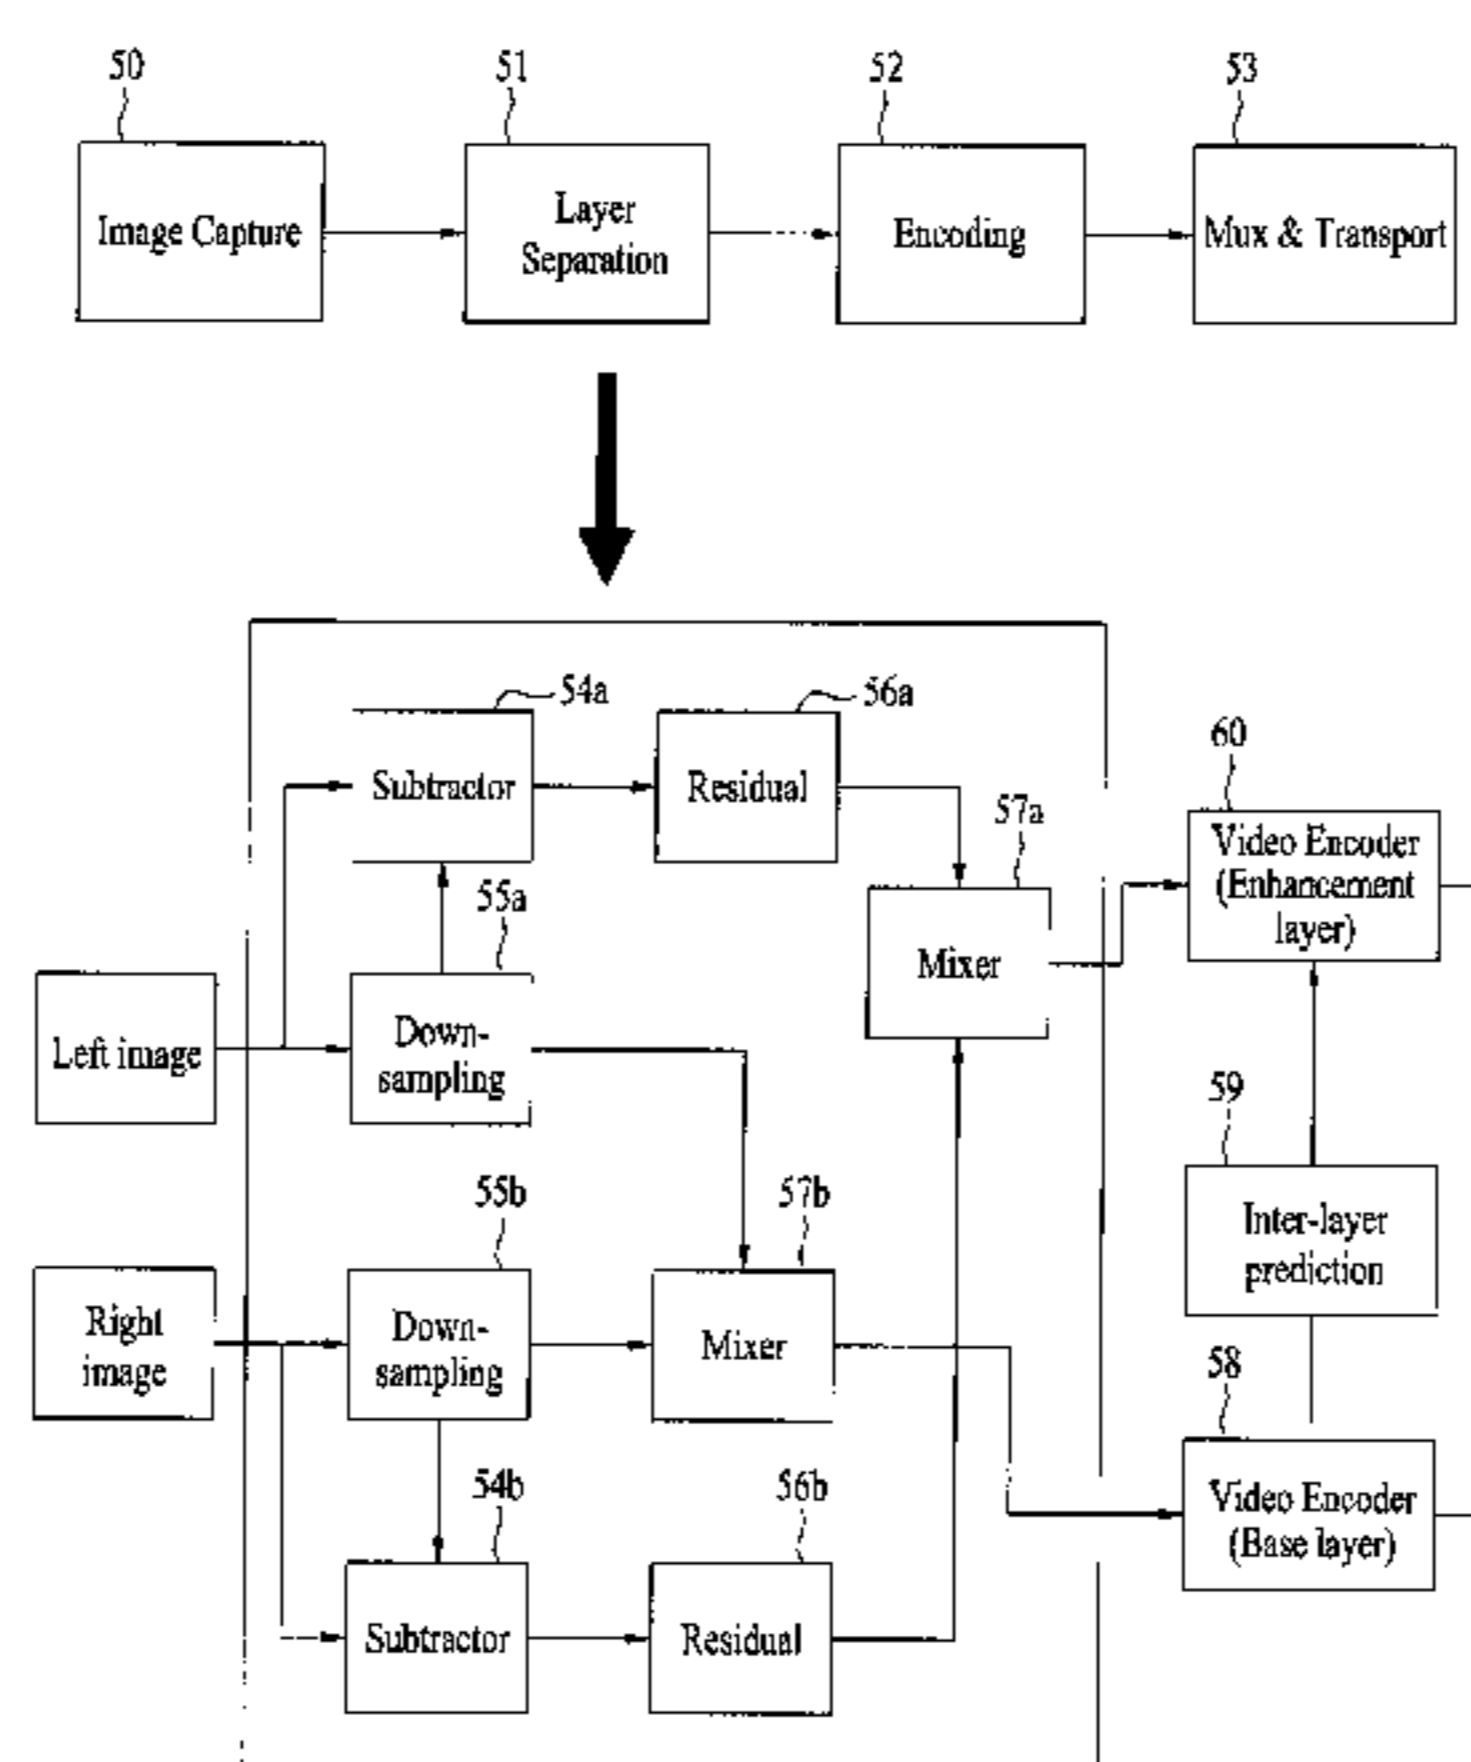 50
51
52
53
Image Capture
Layer
Separation
Encoding
Mux & Transport
54a
56a
Subtractor
Residual
57a
60
Video Encoder
(Enhancement
layer)
55a
Mixer
Left image
Down-
sampling
59
55b
57b
Inter-layer
prediction
Right
image
Down-
sampling
Mixer
58
54b
56b
Video Encoder
(Base layer)
Subtractor
Residual